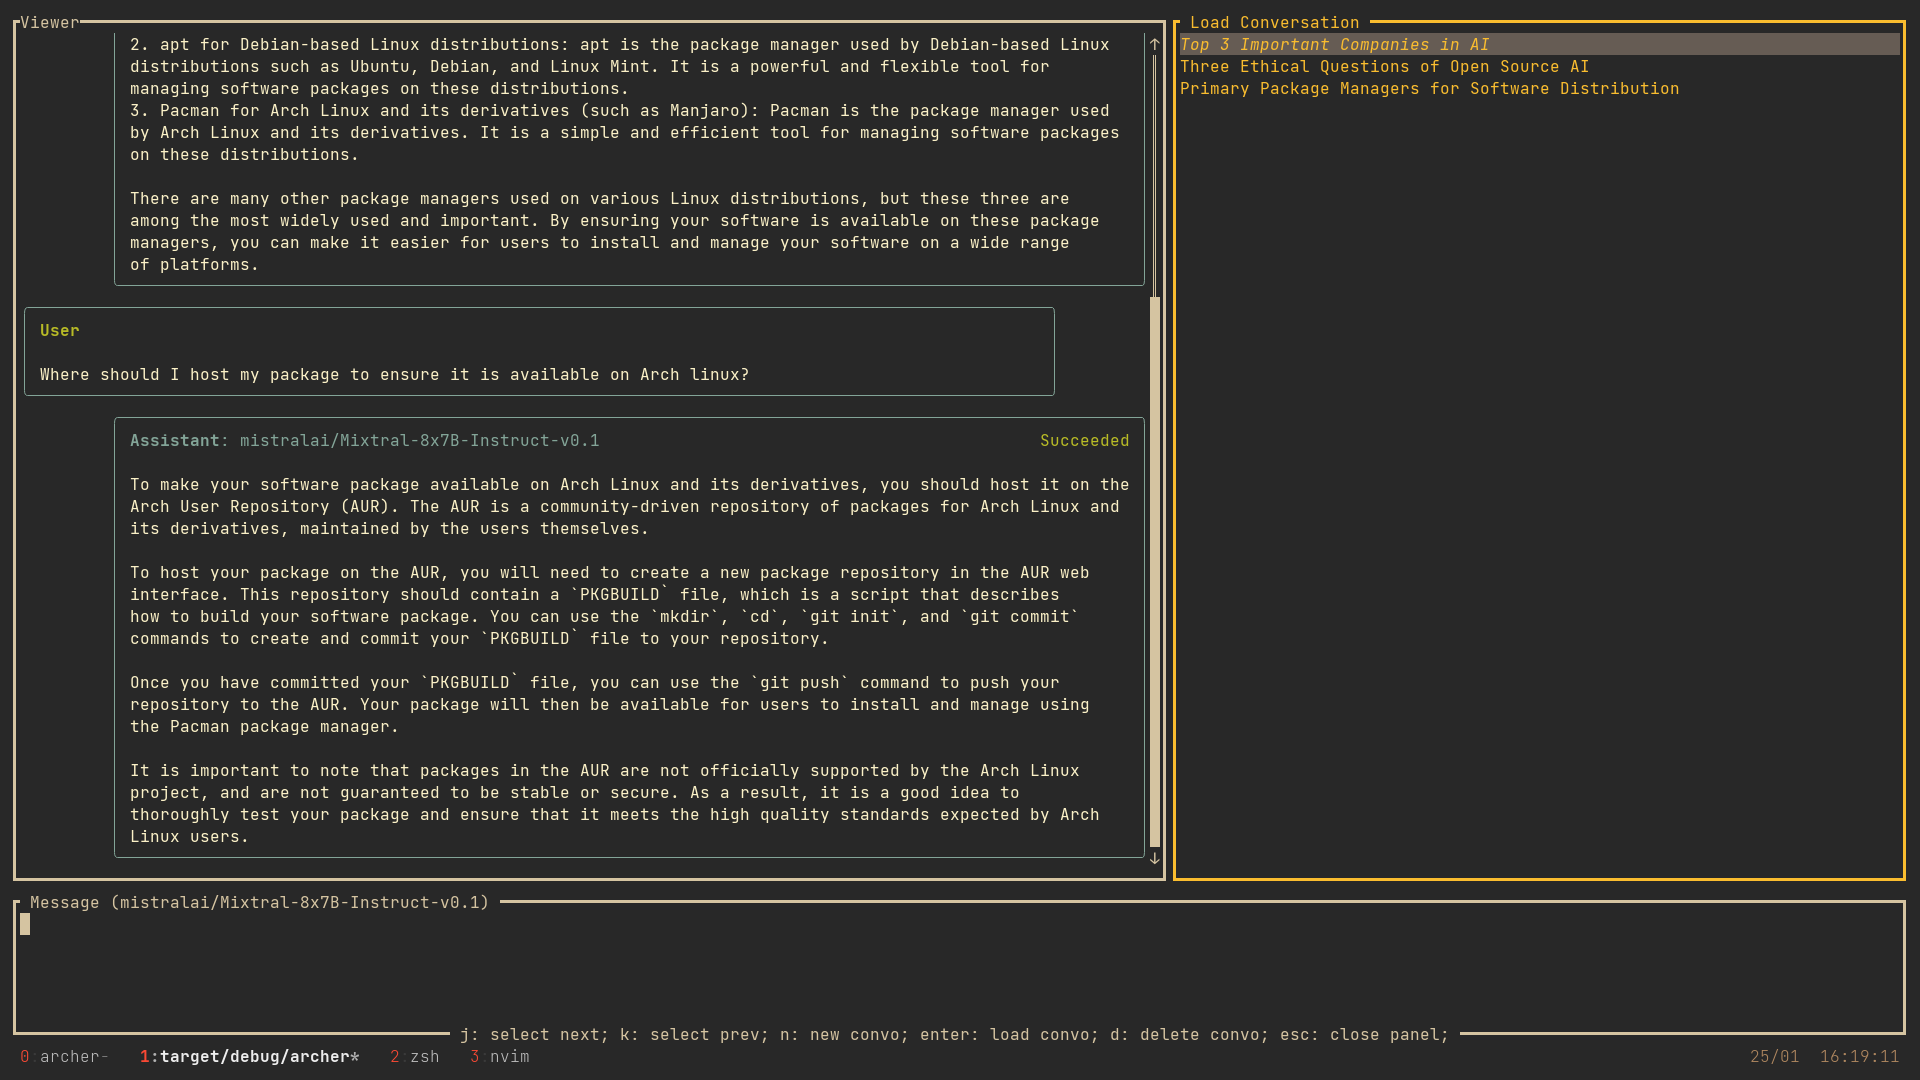 Viewer
2. apt for Debian-based Linux distributions: apt is the package manager used by Debian-based Linux
distributions such as Ubuntu, Debian, and Linux Mint. It is a powerful and flexible tool for
managing software packages on these distributions.
3. Pacman for Arch Linux and its derivatives (such as Manjaro): Pacman is the package manager used
by Arch Linux and its derivatives. It is a simple and efficient tool for managing software packages
on these distributions.
There are many other package managers used on various Linux distributions, but these three are
among the most widely used and important. By ensuring your software is available on these package
managers, you can make it easier for users to install and manage your software on a wide range
of platforms.
User
Where should I host my package to ensure it is available on Arch linux?
Assistant: mistralai/Mixtral-8x7B-Instruct-v0.1 Succeeded
To make your software package available on Arch Linux and its derivatives, you should host it on the
Arch User Repository (AUR). The AUR is a community-driven repository of packages for Arch Linux and
its derivatives, maintained by the users themselves.
To host your package on the AUR, you will need to create a new package repository in the AUR web
interface. This repository should contain a `PKGBUILD` file, which is a script that describes
how to build your software package. You can use the `mkdir`, `cd`, `git init`, and `git commit`
commands to create and commit your `PKGBUILD` file to your repository.
Once you have committed your `PKGBUILD` file, you can use the `git push` command to push your
repository to the AUR. Your package will then be available for users to install and manage using
the Pacman package manager.
It is important to note that packages in the AUR are not officially supported by the Arch Linux
project, and are not guaranteed to be stable or secure. As a result, it is a good idea to
thoroughly test your package and ensure that it meets the high quality standards expected by Arch
Linux users.
Load Conversation
Top 3 Important Companies in AI
Three Ethical Questions of Open Source AI
Primary Package Managers for Software Distribution
Message (mistralai/Mixtral-8x7B-Instruct-v0.1)
j: select next; k: select prev; n: new convo; enter: load convo; d: delete convo; esc: close panel;
0:archer- 1:target/debug/archer* 2:zsh 3:nvim 25/01 16:19:11